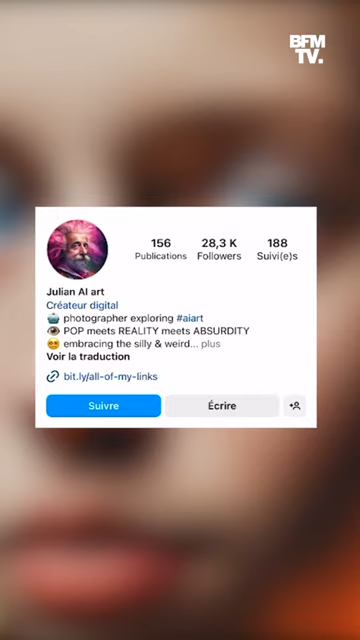 BFM
TV.
156 28,3 K 188
Publications Followers Suivi(e)s
Julian AI art
Créateur digital
photographer exploring #aiart
POP meets REALITY meets ABSURDITY
embracing the silly & weird... plus
Voir la traduction
bit.ly/all-of-my-links
Suivre Écrire